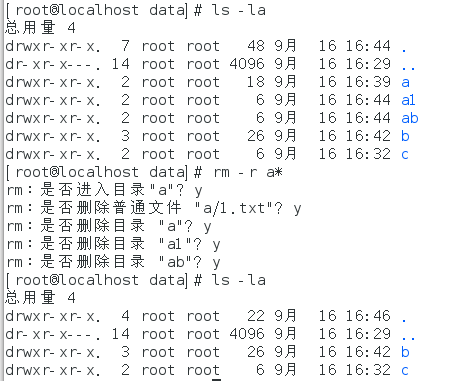 [root@localhost data]# ls -la
总用量 4
drwxr-xr-x.  7 root root   48 9月  16 16:44 .
dr-xr-x---. 14 root root 4096 9月  16 16:29 ..
drwxr-xr-x.  2 root root   18 9月  16 16:39 a
drwxr-xr-x.  2 root root    6 9月  16 16:44 a1
drwxr-xr-x.  2 root root    6 9月  16 16:44 ab
drwxr-xr-x.  3 root root   26 9月  16 16:42 b
drwxr-xr-x.  2 root root    6 9月  16 16:32 c
[root@localhost data]# rm -r a*
rm：是否进入目录"a"? y
rm：是否删除普通文件 "a/1.txt"? y
rm：是否删除目录 "a"? y
rm：是否删除目录 "a1"? y
rm：是否删除目录 "ab"? y
[root@localhost data]# ls -la
总用量 4
drwxr-xr-x.  4 root root   22 9月  16 16:46 .
dr-xr-x---. 14 root root 4096 9月  16 16:29 ..
drwxr-xr-x.  3 root root   26 9月  16 16:42 b
drwxr-xr-x.  2 root root    6 9月  16 16:32 c